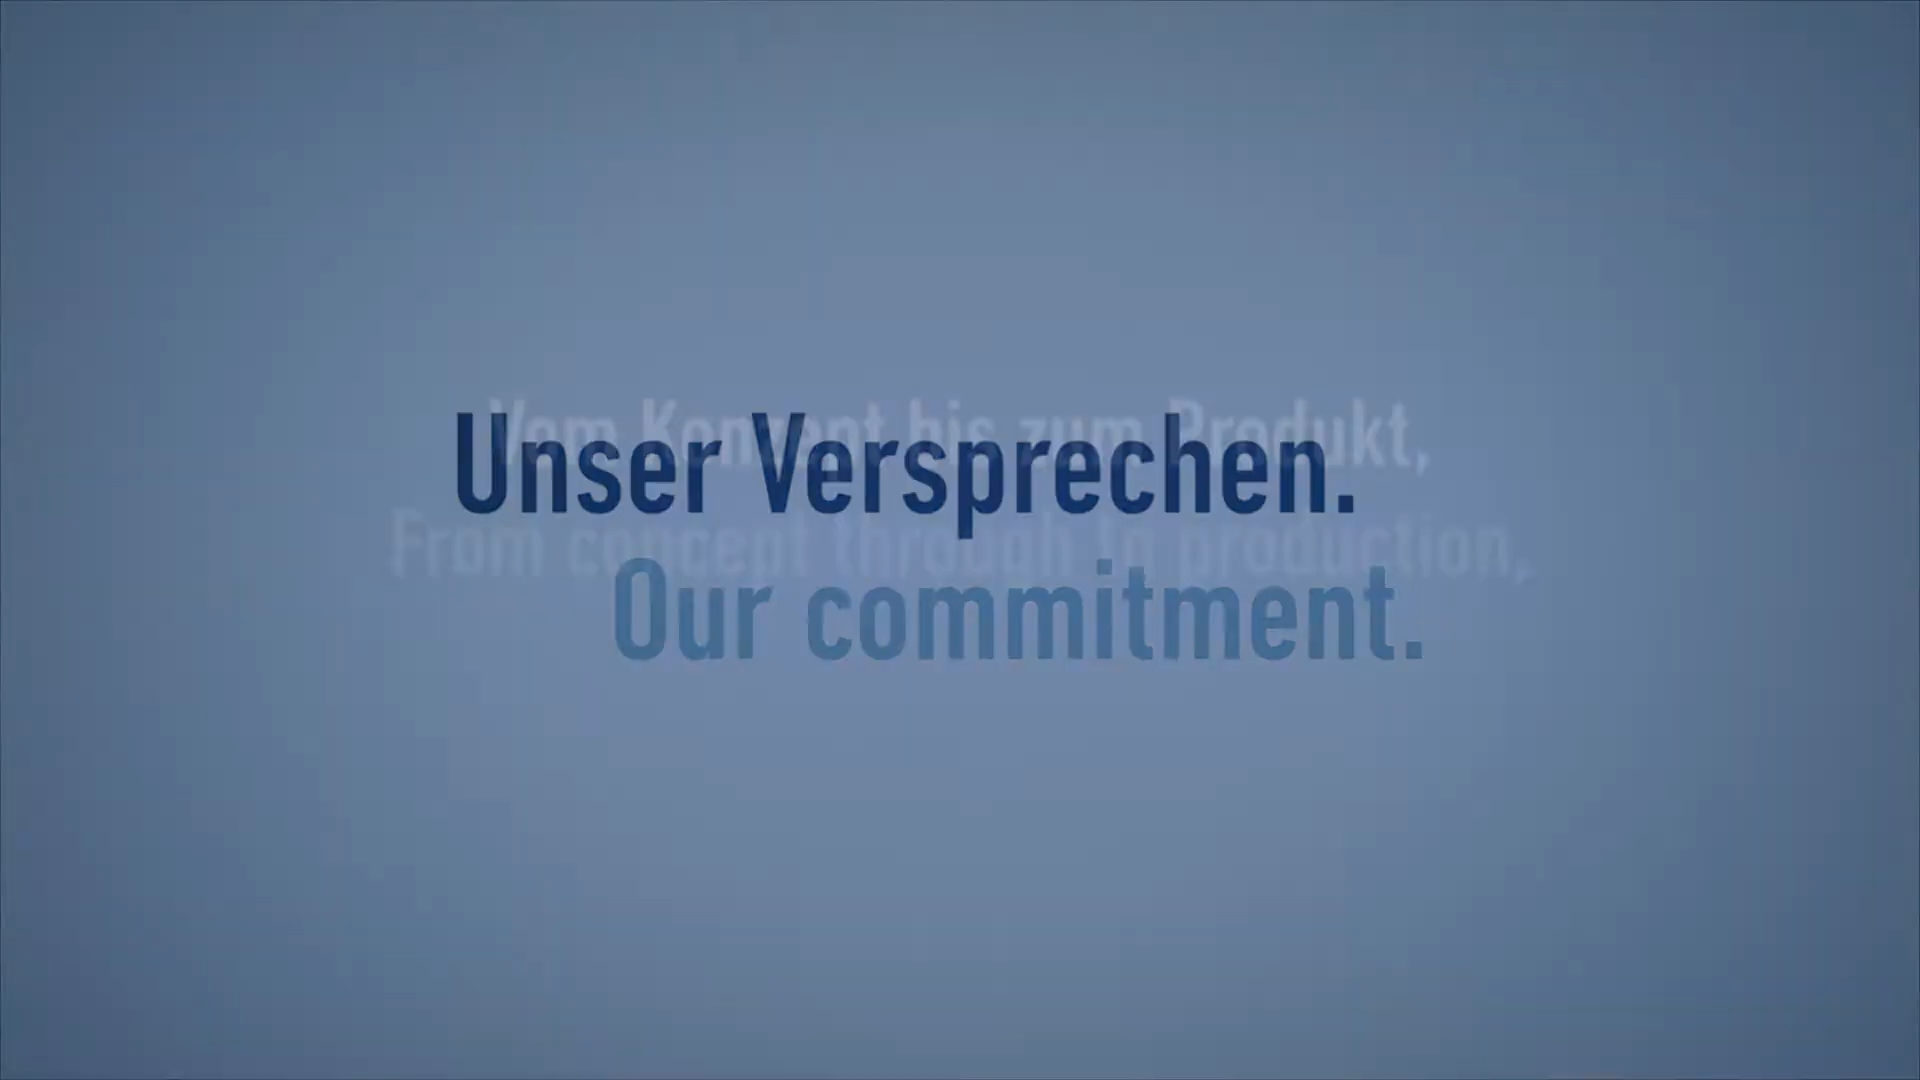 Vom Konzept bis zum Produkt,
Unser Versprechen.
From concept through to production,
Our commitment.